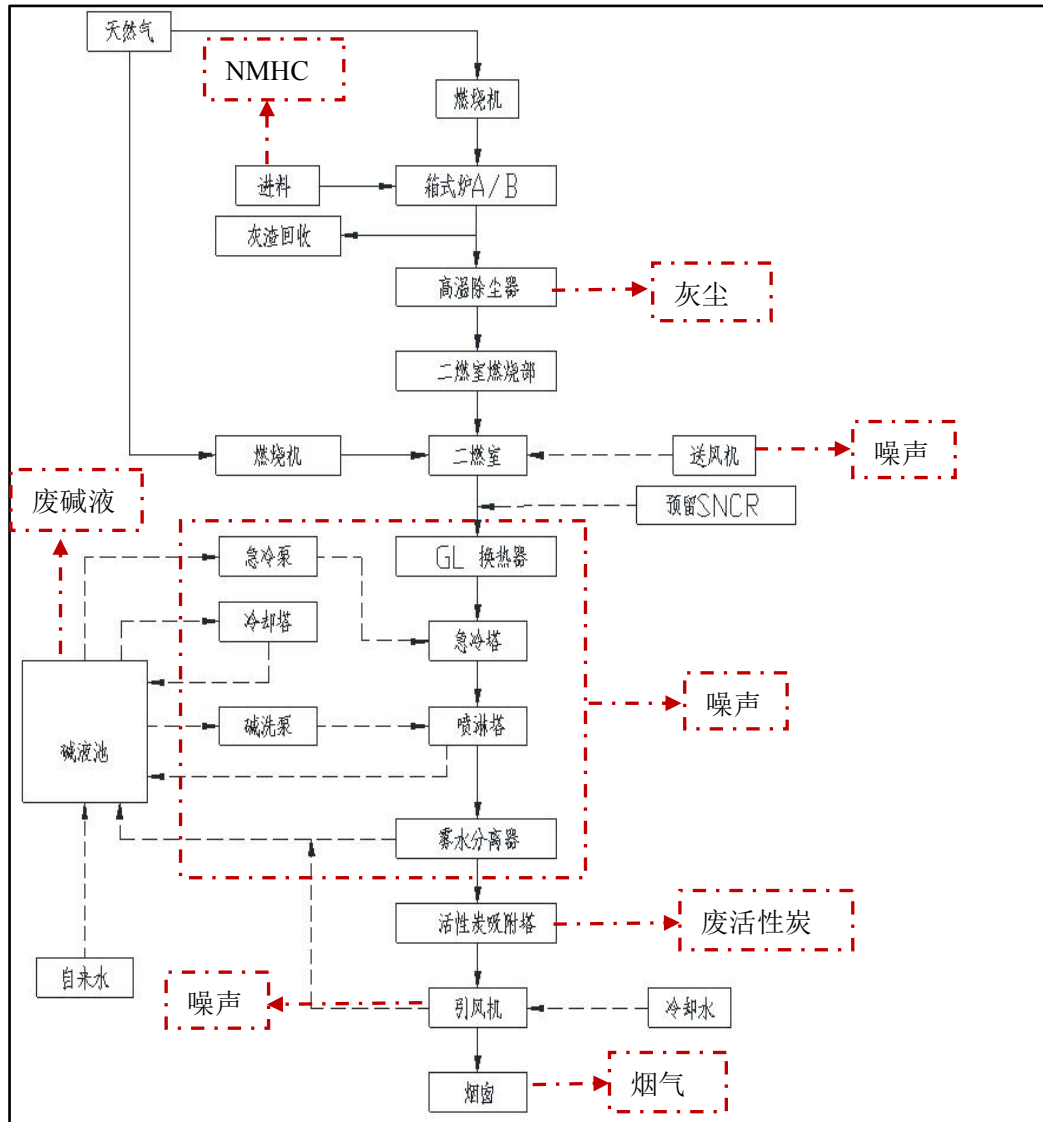 天然气
NMHC
燃烧机
进料
箱式炉A/B
灰渣回收
高温除尘器
灰尘
二燃室燃烧部
燃烧机
二燃室
送风机
噪声
废碱液
预留SNCR
急冷泵
GL 换热器
冷却塔
急冷塔
噪声
碱洗泵
喷淋塔
碱液池
雾水分离器
活性炭吸附塔
废活性炭
自来水
噪声
引风机
冷却水
烟囱
烟气